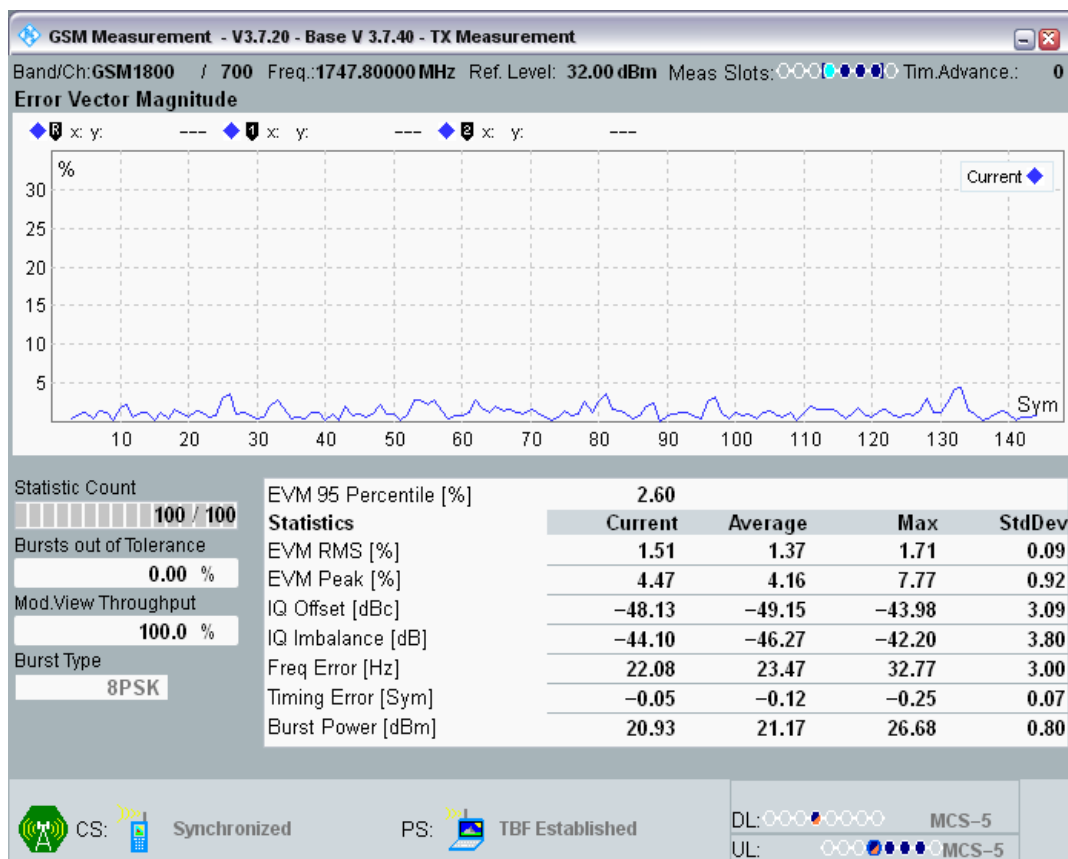 GSM Measurement - V3.7.20 - Base V 3.7.40 - TX Measurement
Band/Ch:GSM1800 / 700 Freq.:1747.80000 MHz Ref. Level: 32.00 dBm Meas Slots: Tim.Advance.: 0
Error Vector Magnitude
R x: y: --- 1 x: y: --- 2 x: y: ---
%
Current
30
25
20
15
10
5
Sym
10 20 30 40 50 60 70 80 90 100 110 120 130 140
Statistic Count
100 / 100
Bursts out of Tolerance
0.00 %
Mod.View Throughput
100.0 %
Burst Type
8PSK
EVM 95 Percentile [%] 2.60
Statistics Current Average Max StdDev
EVM RMS [%] 1.51 1.37 1.71 0.09
EVM Peak [%] 4.47 4.16 7.77 0.92
IQ Offset [dBc] −48.13 −49.15 −43.98 3.09
IQ Imbalance [dB] −44.10 −46.27 −42.20 3.80
Freq Error [Hz] 22.08 23.47 32.77 3.00
Timing Error [Sym] −0.05 −0.12 −0.25 0.07
Burst Power [dBm] 20.93 21.17 26.68 0.80
CS: Synchronized PS: TBF Established
DL: MCS−5
UL: MCS−5